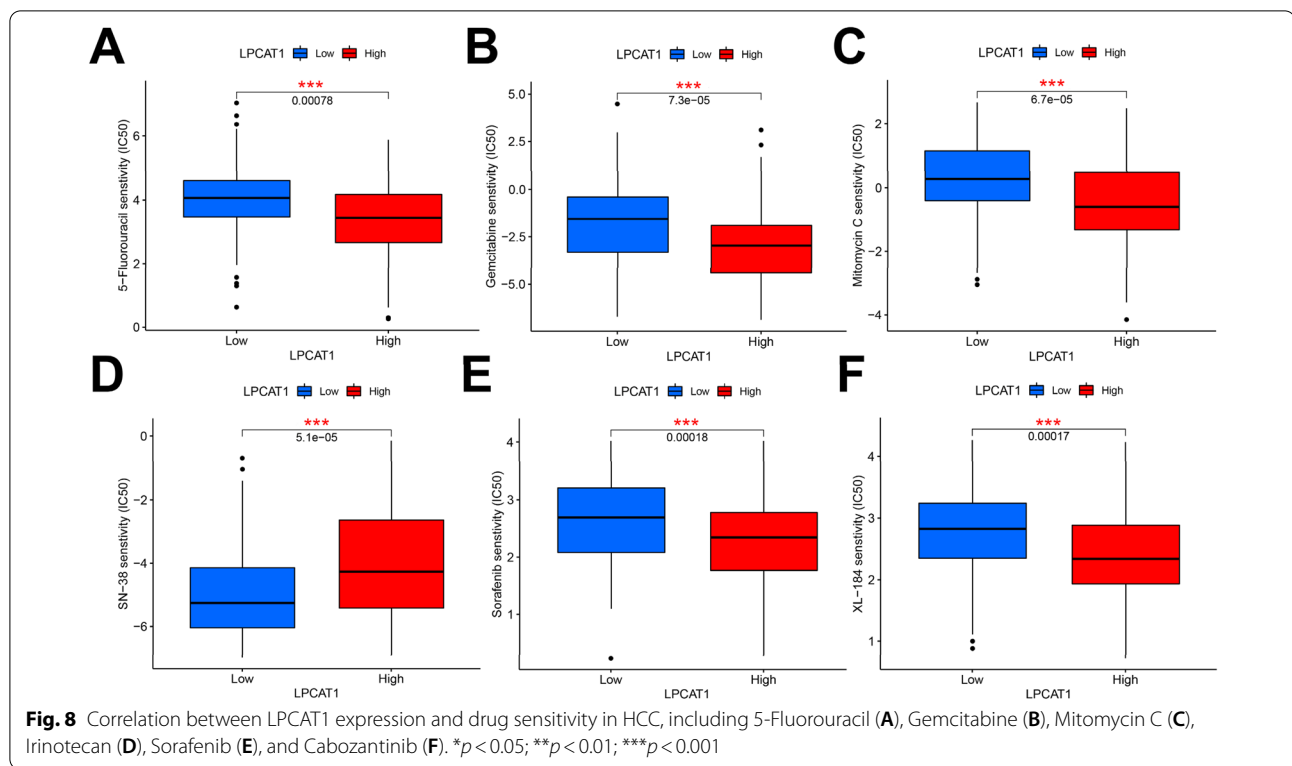 A
LPCAT1 Low High
***
0.00078
5−Fluorouracil senstivity (IC50)
6
4
2
0
Low High
LPCAT1
B
LPCAT1 Low High
***
7.3e−05
Gemcitabine senstivity (IC50)
5.0
2.5
0.0
−2.5
−5.0
Low High
LPCAT1
C
LPCAT1 Low High
***
6.7e−05
Mitomycin C senstivity (IC50)
2
0
−2
−4
Low High
LPCAT1
D
LPCAT1 Low High
***
5.1e−05
SN−38 senstivity (IC50)
0
−2
−4
−6
Low High
LPCAT1
E
LPCAT1 Low High
***
0.00018
Sorafenib senstivity (IC50)
4
3
2
1
Low High
LPCAT1
F
LPCAT1 Low High
***
0.00017
XL−184 senstivity (IC50)
4
3
2
1
Low High
LPCAT1
Fig. 8 Correlation between LPCAT1 expression and drug sensitivity in HCC, including 5-Fluorouracil (A), Gemcitabine (B), Mitomycin C (C),
Irinotecan (D), Sorafenib (E), and Cabozantinib (F). *p < 0.05; **p < 0.01; ***p < 0.001